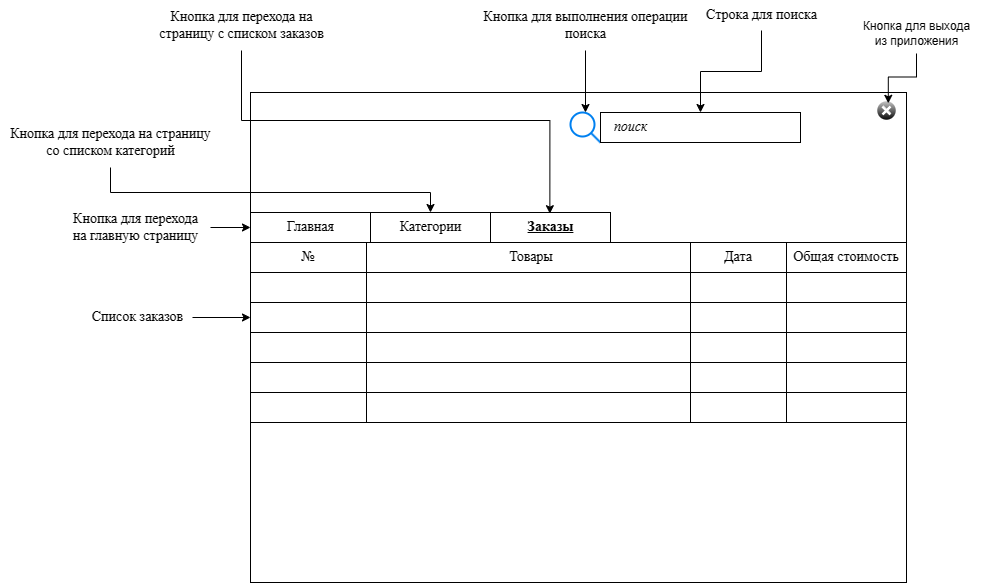 Кнопка для перехода на
страницу с списком заказов
Кнопка для выполнения операции
поиска
Строка для поиска
Кнопка для выхода
из приложения
поиск
Кнопка для перехода на страницу
со списком категорий
Кнопка для перехода
на главную страницу
Главная
Категории
Заказы
№
Товары
Дата
Общая стоимость
Список заказов